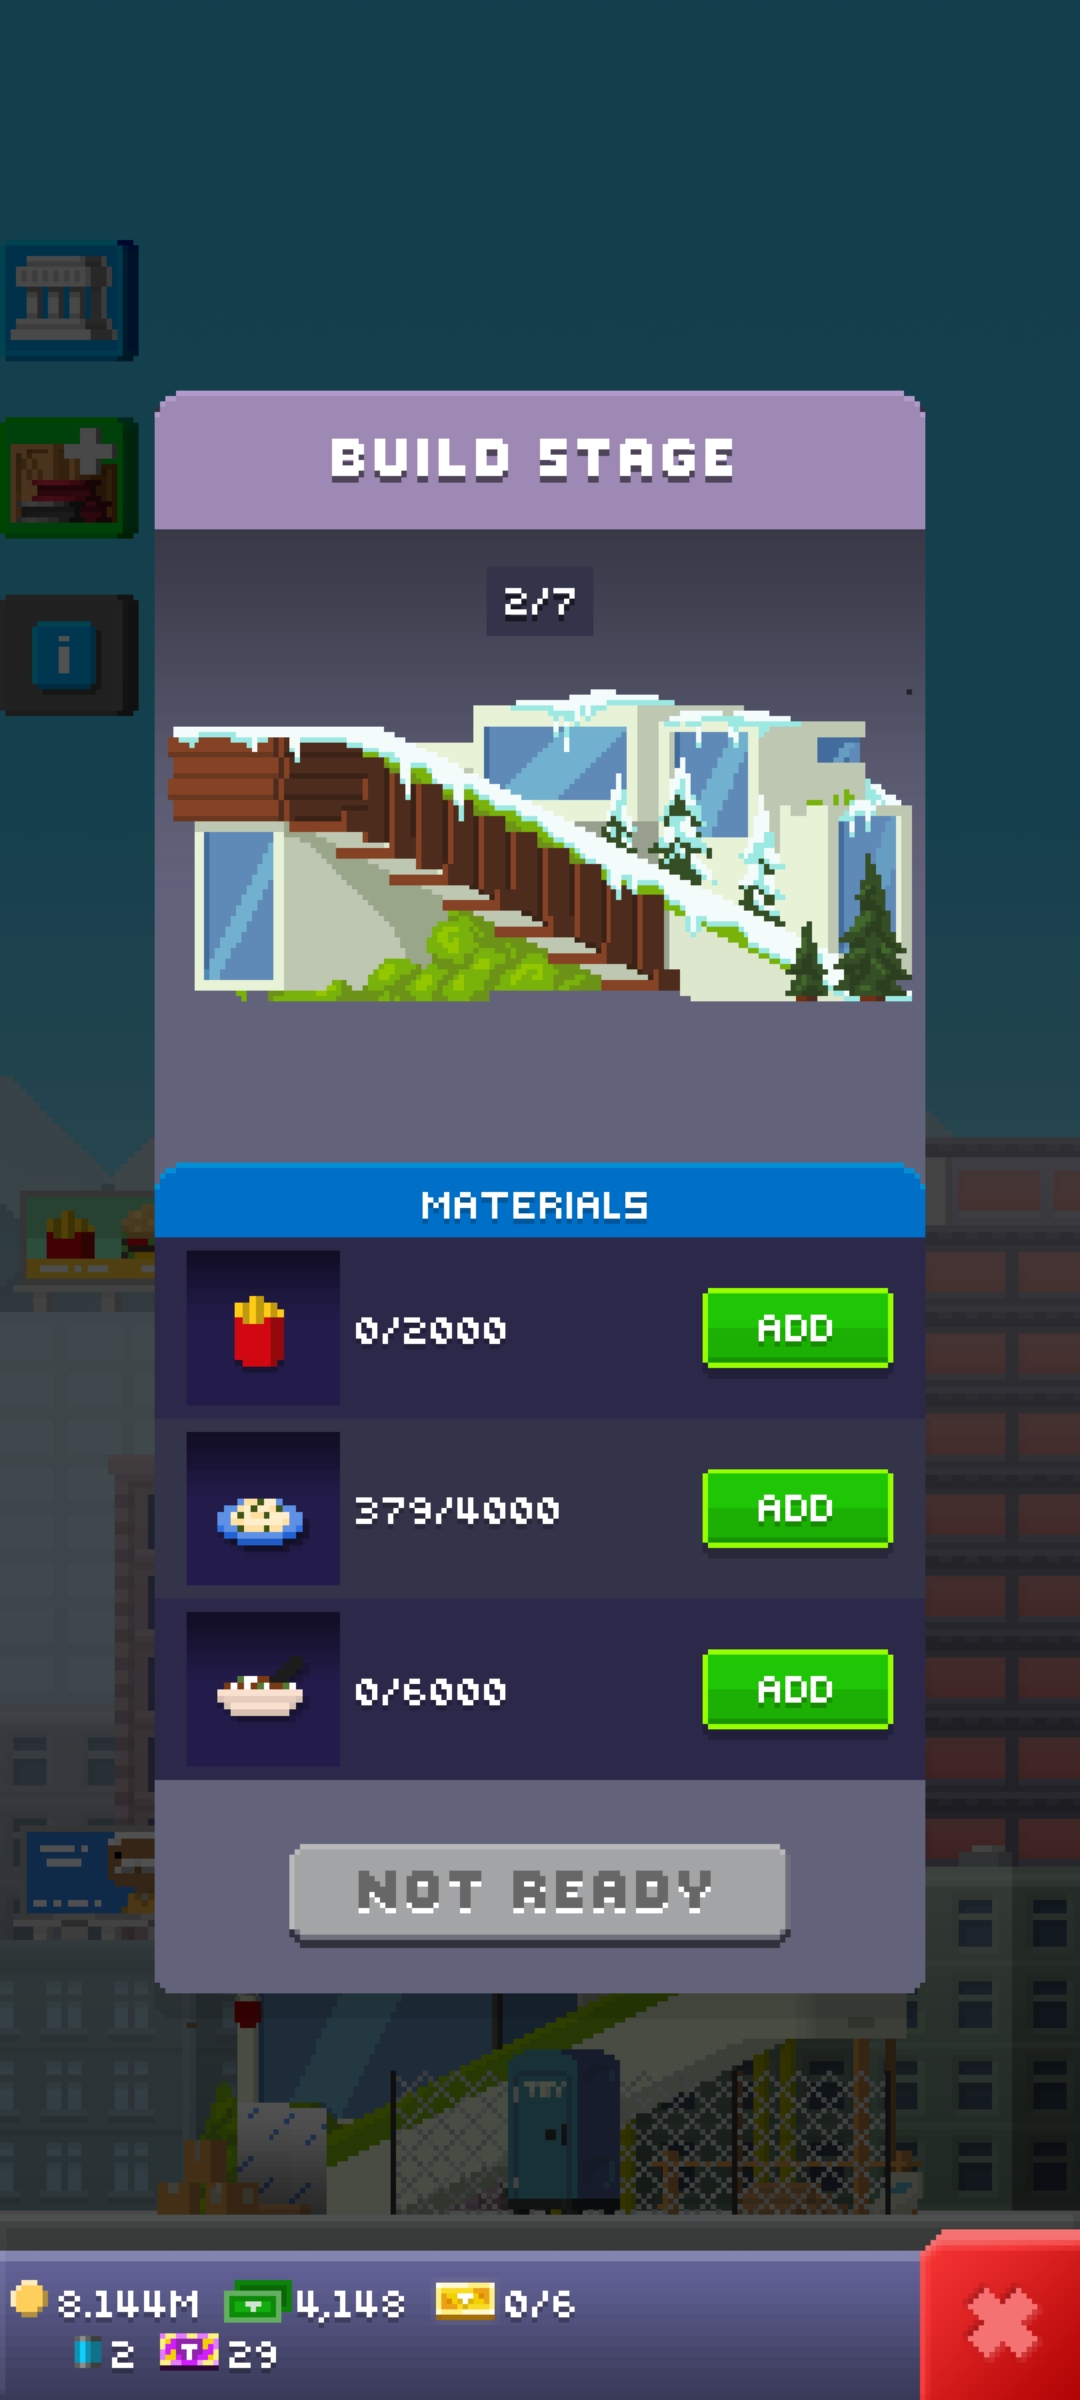 BUILD STAGE
2/7
MATERIALS
0/2000 ADD
379/4000 ADD
0/6000 ADD
NOT READY
8.144M 4,148 0/6
2 29